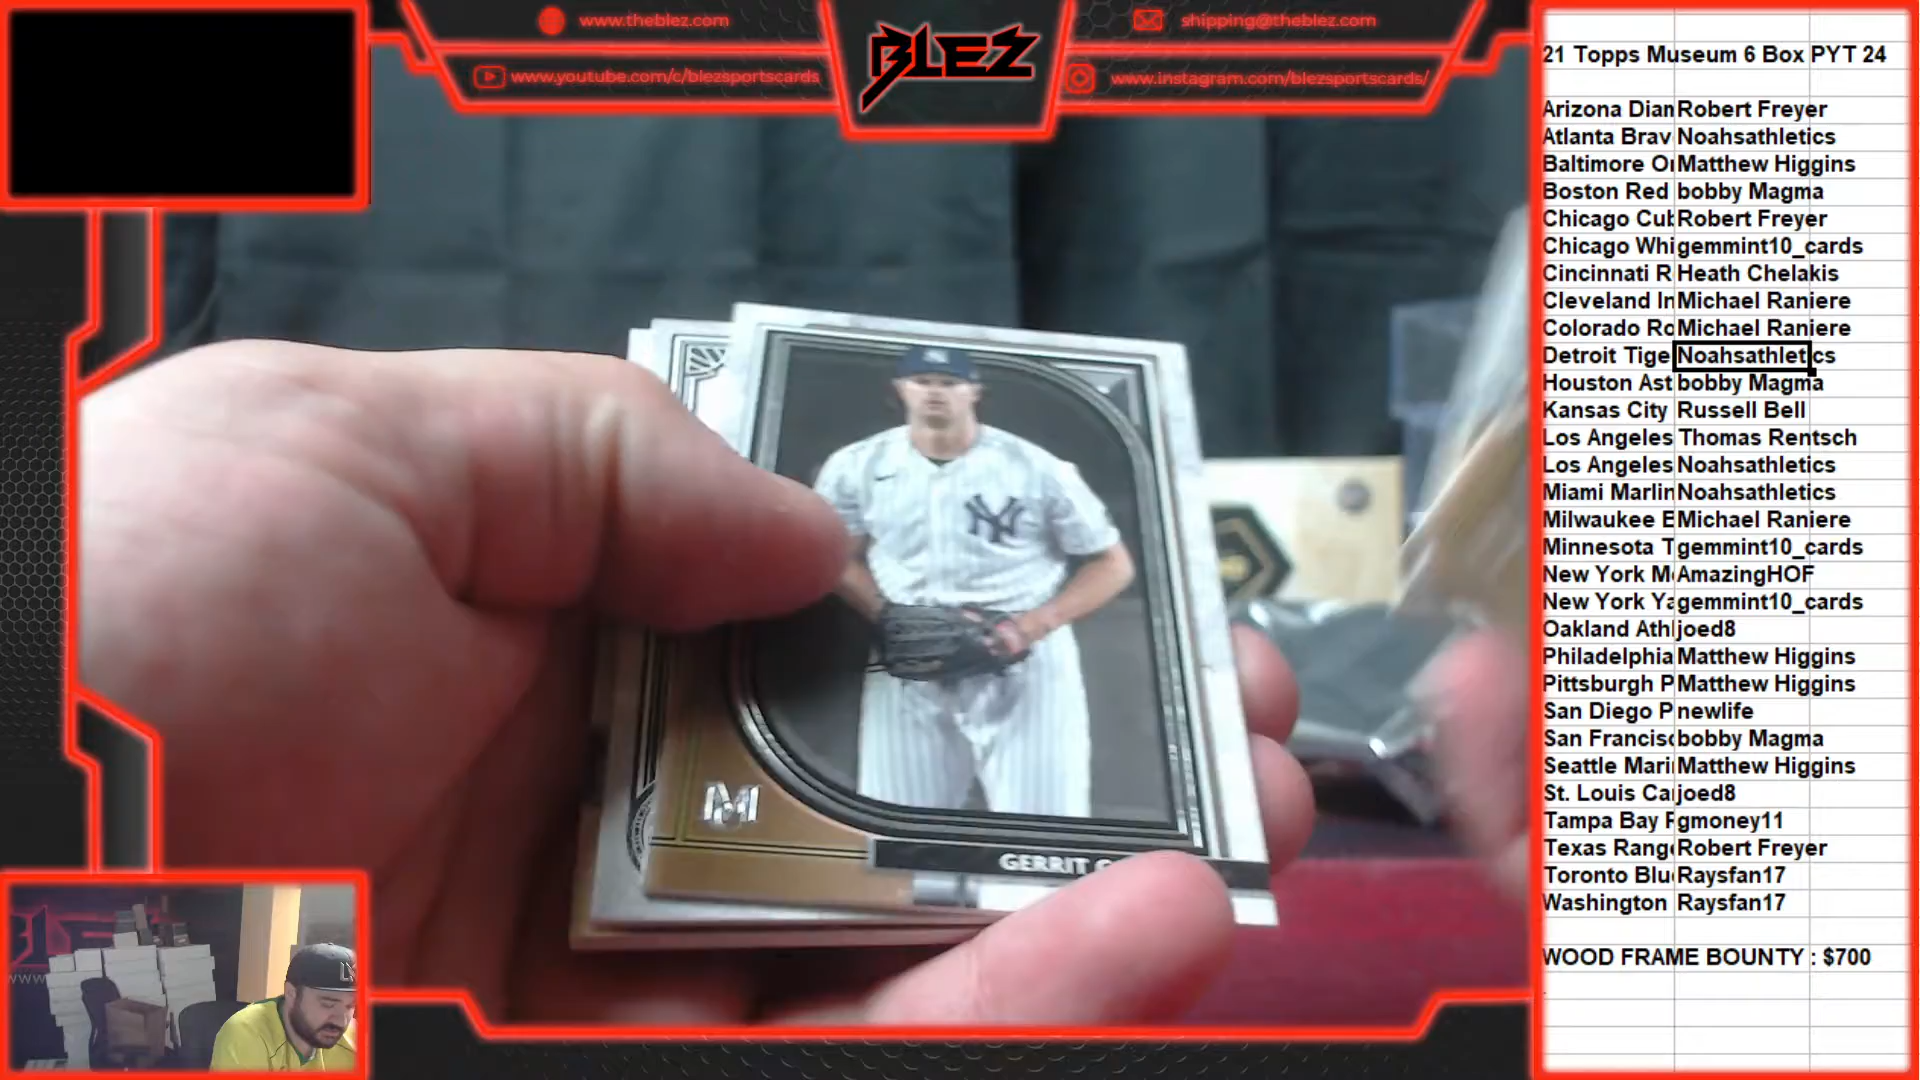 www.theblez.com
shipping@theblez.com
BLEZ
www.youtube.com/c/blezsportscards
www.instagram.com/blezsportscards/
21 Topps Museum 6 Box PYT 24
Arizona Diam Robert Freyer
Atlanta Brav Noahsathletics
Baltimore Or Matthew Higgins
Boston Red bobby Magma
Chicago Cub Robert Freyer
Chicago Whi gemmint10_cards
Cincinnati R Heath Chelakis
Cleveland In Michael Raniere
Colorado Ro Michael Raniere
Detroit Tige Noahsathletics
Houston Ast bobby Magma
Kansas City Russell Bell
Los Angeles Thomas Rentsch
Los Angeles Noahsathletics
Miami Marlin Noahsathletics
Milwaukee B Michael Raniere
Minnesota T gemmint10_cards
New York Me AmazingHOF
New York Ya gemmint10_cards
Oakland Athl joed8
Philadelphia Matthew Higgins
Pittsburgh P Matthew Higgins
San Diego P newlife
San Francisc bobby Magma
Seattle Mari Matthew Higgins
St. Louis Ca joed8
Tampa Bay R gmoney11
Texas Range Robert Freyer
Toronto Blue Raysfan17
Washington Raysfan17
WOOD FRAME BOUNTY : $700
NY
M
GERRIT